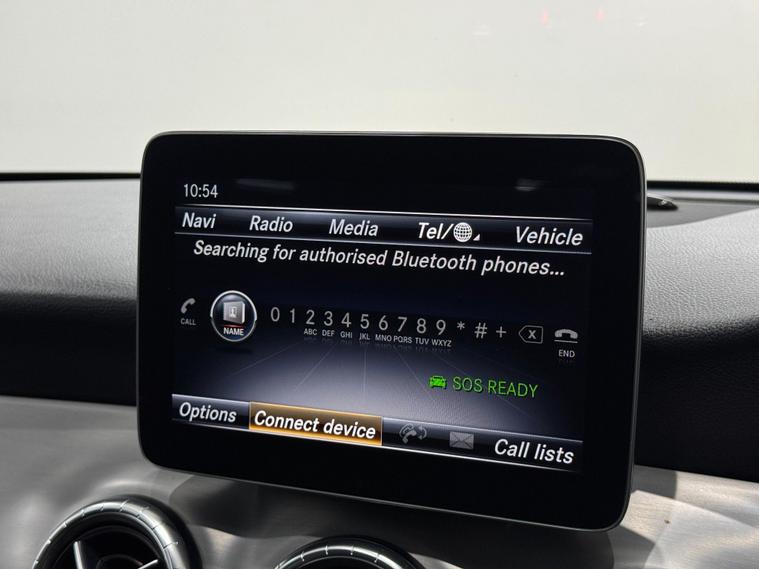 10:54
Navi Radio Media Tel/ Vehicle
Searching for authorised Bluetooth phones...
CALL NAME 0 1 2 3 4 5 6 7 8 9 * # + X END
ABC DEF GHI JKL MNO PQRS TUV WXYZ
SOS READY
Options Connect device Call lists